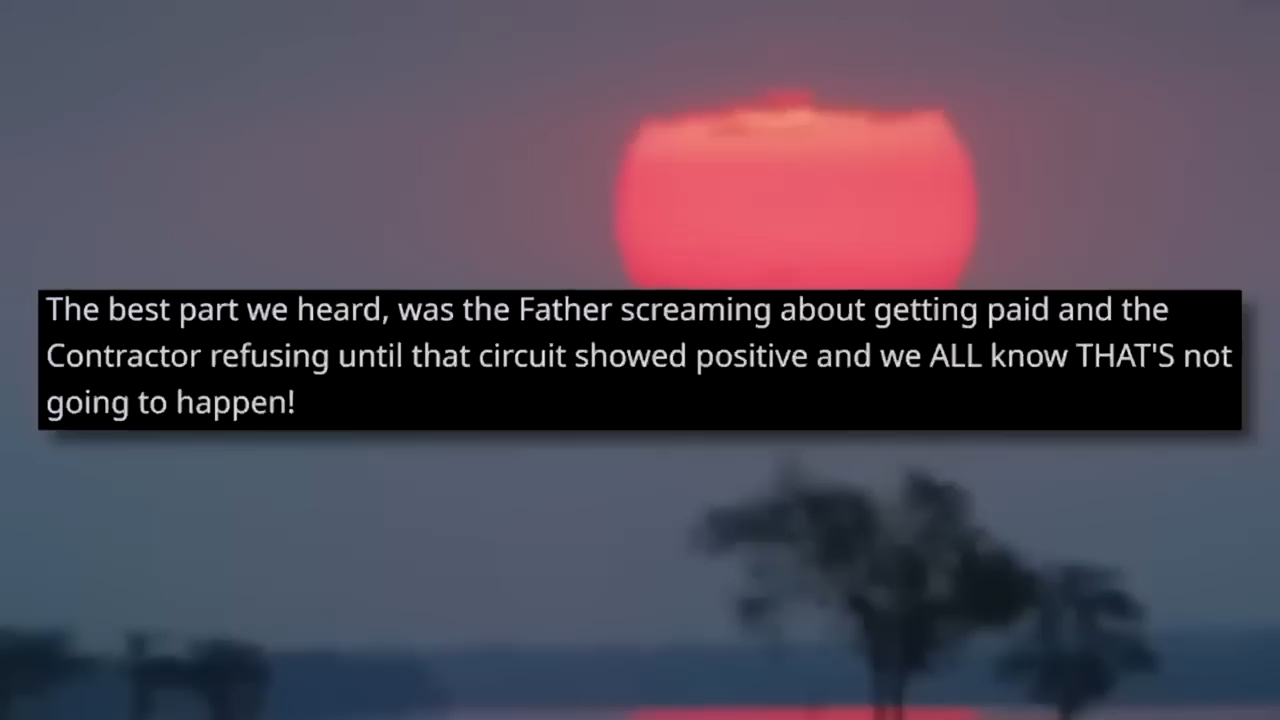 The best part we heard, was the Father screaming about getting paid and the
Contractor refusing until that circuit showed positive and we ALL know THAT'S not
going to happen!